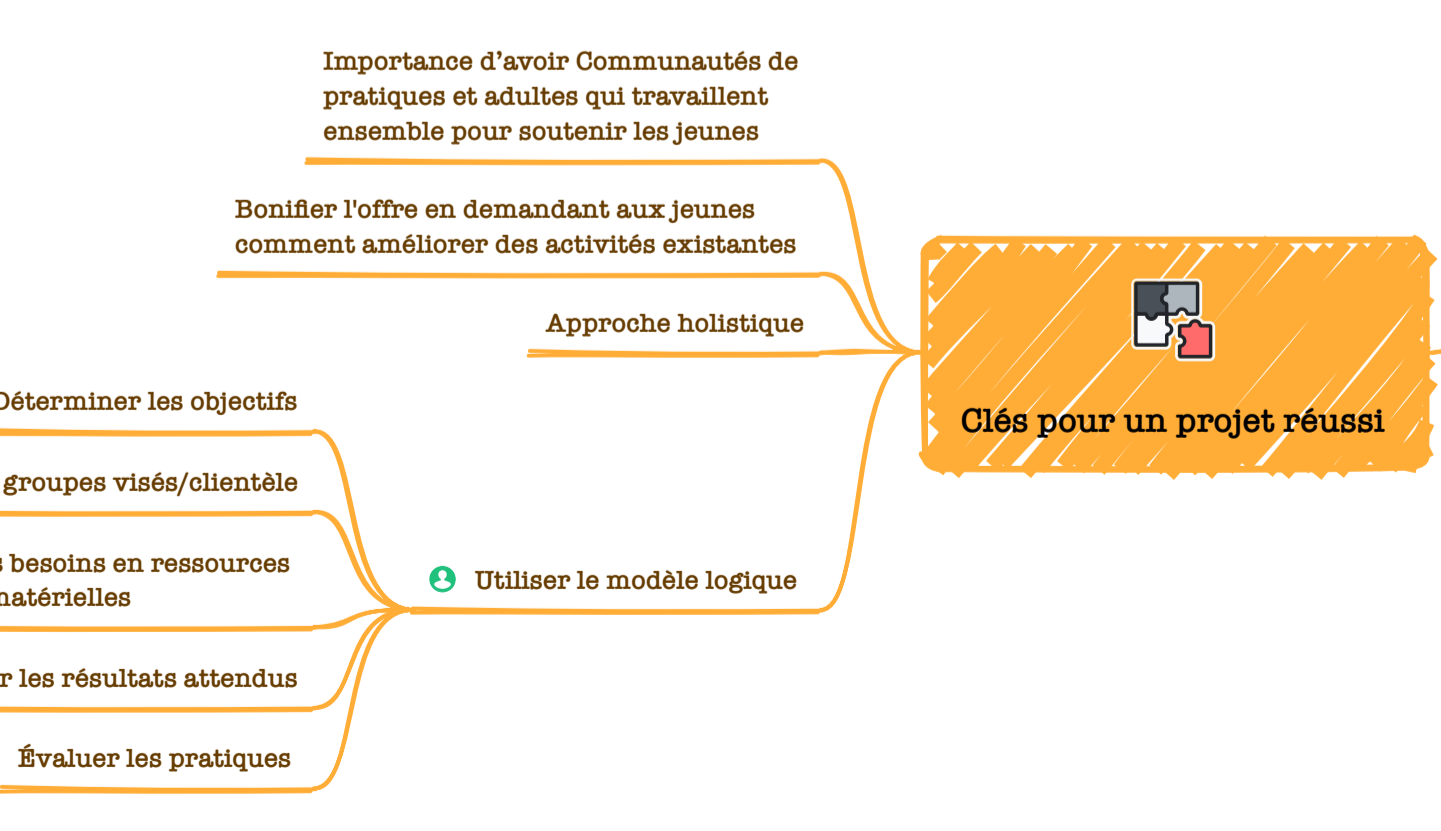 Importance d’avoir Communautés de
pratiques et adultes qui travaillent
ensemble pour soutenir les jeunes
Bonifier l'offre en demandant aux jeunes
comment améliorer des activités existantes
Approche holistique
Clés pour un projet réussi
Utiliser le modèle logique
Déterminer les objectifs
groupes visés/clientèle
besoins en ressources
matérielles
les résultats attendus
Évaluer les pratiques